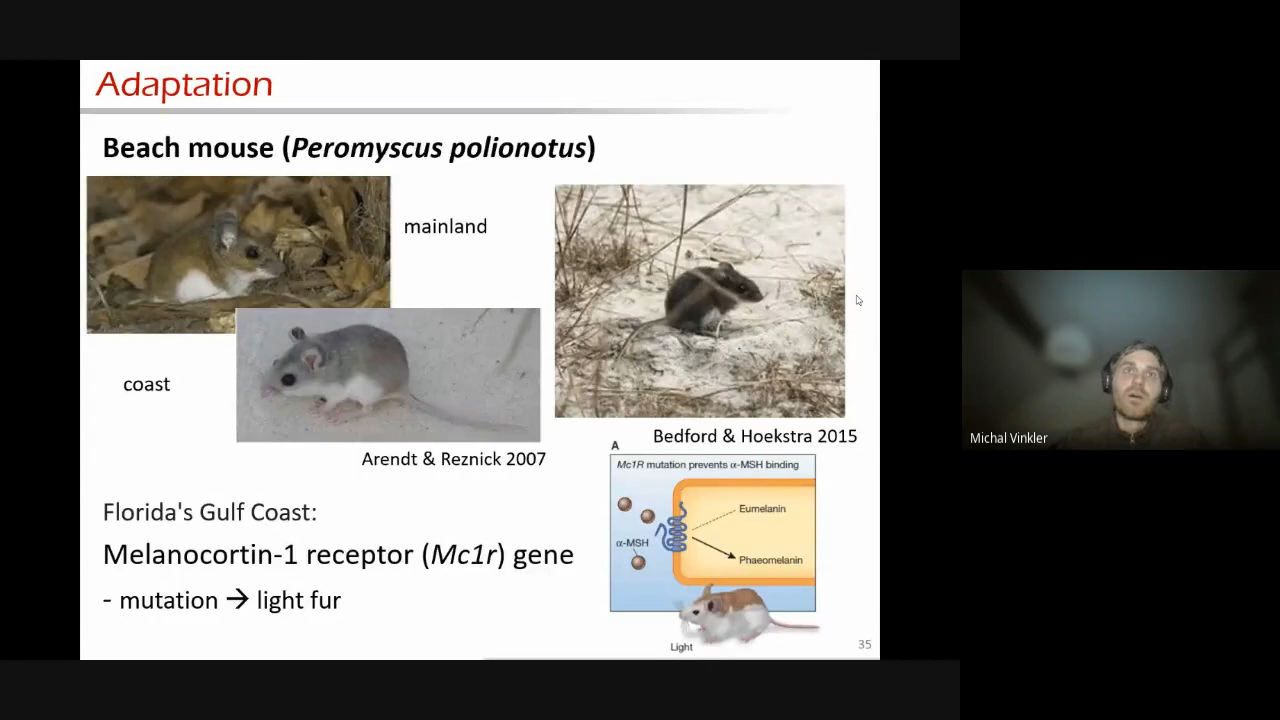 Adaptation
Beach mouse (Peromyscus polionotus)
mainland
coast
Arendt & Reznick 2007
Bedford & Hoekstra 2015
Florida's Gulf Coast:
Melanocortin-1 receptor (Mc1r) gene
- mutation → light fur
A
Mc1R mutation prevents α-MSH binding
Eumelanin
α-MSH
Phaeomelanin
Light
35
Michal Vinkler